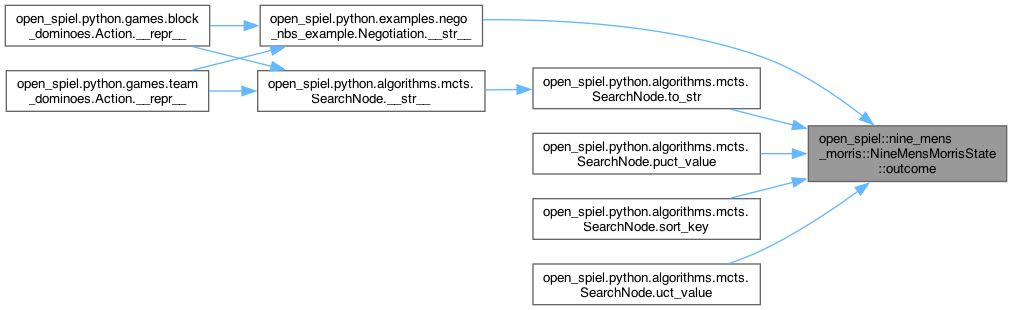 open_spiel.python.games.block
_dominoes.Action.__repr__
open_spiel.python.examples.nego
_nbs_example.Negotiation.__str__
open_spiel.python.games.team
_dominoes.Action.__repr__
open_spiel.python.algorithms.mcts.
SearchNode.__str__
open_spiel.python.algorithms.mcts.
SearchNode.to_str
open_spiel.python.algorithms.mcts.
SearchNode.puct_value
open_spiel.python.algorithms.mcts.
SearchNode.sort_key
open_spiel.python.algorithms.mcts.
SearchNode.uct_value
open_spiel::nine_mens
_morris::NineMensMorrisState
::outcome